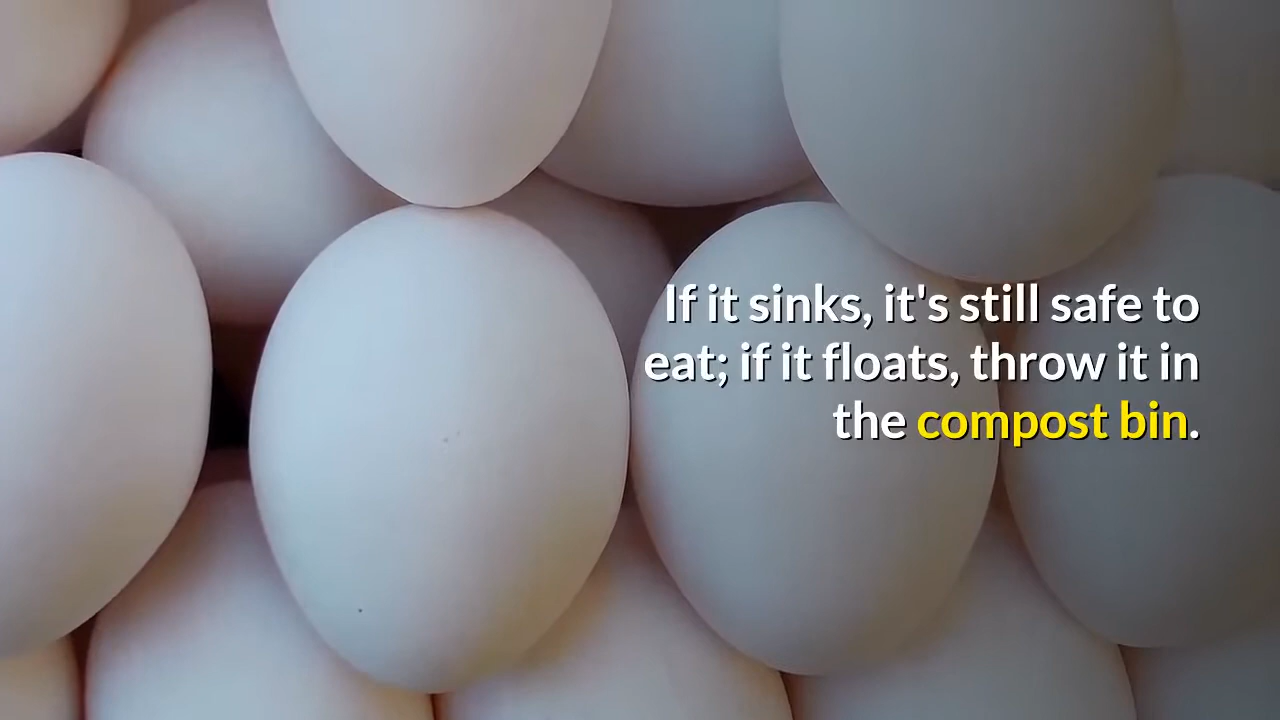 If it sinks, it's still safe to
eat; if it floats, throw it in
the compost bin.